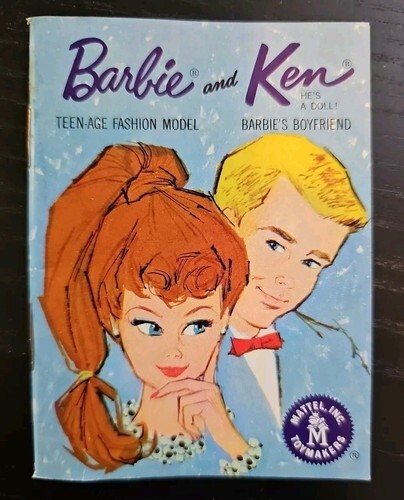 Barbie® and Ken®
HE'S
A DOLL!
TEEN-AGE FASHION MODEL
BARBIE'S BOYFRIEND
MATTEL, INC.
M
TOYMAKERS
®